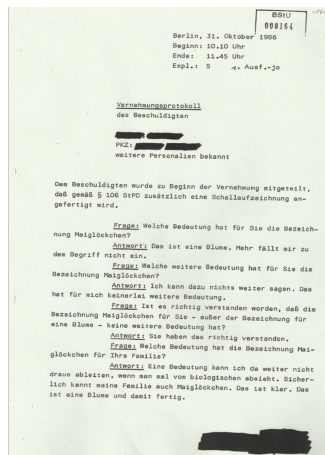 BStU
000164
Berlin, 31. Oktober 1986
Beginn: 10.10 Uhr
Ende: 11.45 Uhr
Expl.: 5 1. Ausf.-jo
Vernehmungsprotokoll
des Beschuldigten
PKZ:
weitere Personalien bekannt
Dem Beschuldigten wurde zu Beginn der Vernehmung mitgeteilt,
daß gemäß § 106 StPO zusätzlich eine Schallaufzeichnung an-
gefertigt wird.
Frage: Welche Bedeutung hat für Sie die Bezeich-
nung Maiglöckchen?
Antwort: Das ist eine Blume. Mehr fällt mir zu
dem Begriff nicht ein.
Frage: Welche weitere Bedeutung hat für Sie die
Bezeichnung Maiglöckchen?
Antwort: Ich kann dazu nichts weiter sagen. Das
hat für mich keinerlei weitere Bedeutung.
Frage: Ist es richtig verstanden worden, daß die
Bezeichnung Maiglöckchen für Sie - außer der Bezeichnung für
eine Blume - keine weitere Bedeutung hat?
Antwort: Sie haben das richtig verstanden.
Frage: Welche Bedeutung hat die Bezeichnung Mai-
glöckchen für Ihre Familie?
Antwort: Eine Bedeutung kann ich da weiter nicht
draus ableiten, wenn man mal vom biologischen absieht. Sicher-
lich kennt meine Familie auch Maiglöckchen. Das ist klar. Das
ist eine Blume und damit fertig.